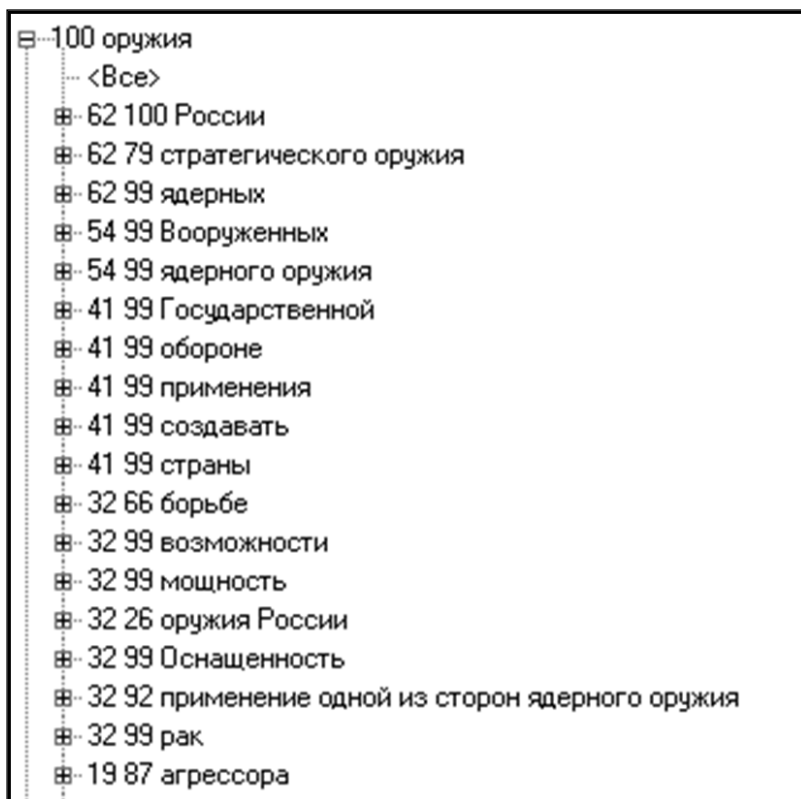 100 оружия
<Все>
62 100 России
62 79 стратегического оружия
62 99 ядерных
54 99 Вооруженных
54 99 ядерного оружия
41 99 Государственной
41 99 обороне
41 99 применения
41 99 создавать
41 99 страны
32 66 борьбе
32 99 возможности
32 99 мощность
32 26 оружия России
32 99 Оснащенность
32 92 применение одной из сторон ядерного оружия
32 99 рак
19 87 агрессора